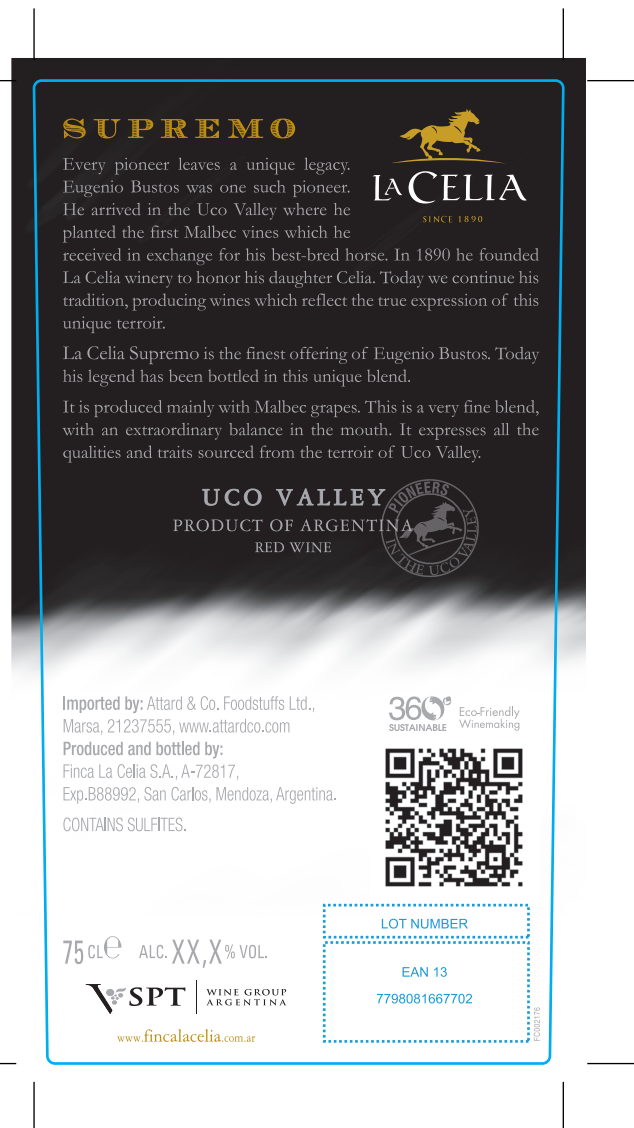 SUPREMO
Every pioneer leaves a unique legacy.
Eugenio Bustos was one such pioneer.
He arrived in the Uco Valley where he
planted the first Malbec vines which he
received in exchange for his best-bred horse. In 1890 he founded
La Celia winery to honor his daughter Celia. Today we continue his
tradition, producing wines which reflect the true expression of this
unique terroir.
LA CELIA
SINCE 1890
La Celia Supremo is the finest offering of Eugenio Bustos. Today
his legend has been bottled in this unique blend.
It is produced mainly with Malbec grapes. This is a very fine blend,
with an extraordinary balance in the mouth. It expresses all the
qualities and traits sourced from the terroir of Uco Valley.
UCO VALLEY
PRODUCT OF ARGENTINA
RED WINE
PIONEERS
IN THE UCO VALLEY
Imported by: Attard & Co. Foodstuffs Ltd.,
Marsa, 21237555, www.attardco.com
Produced and bottled by:
Finca La Celia S.A., A-72817,
Exp.B88992, San Carlos, Mendoza, Argentina.
CONTAINS SULFITES.
360°
SUSTAINABLE
Eco-Friendly
Winemaking
75 CL ℮ ALC. XX,X % VOL.
VSPT WINE GROUP
ARGENTINA
www.fincalacelia.com.ar
LOT NUMBER
EAN 13
7798081667702
FC002176